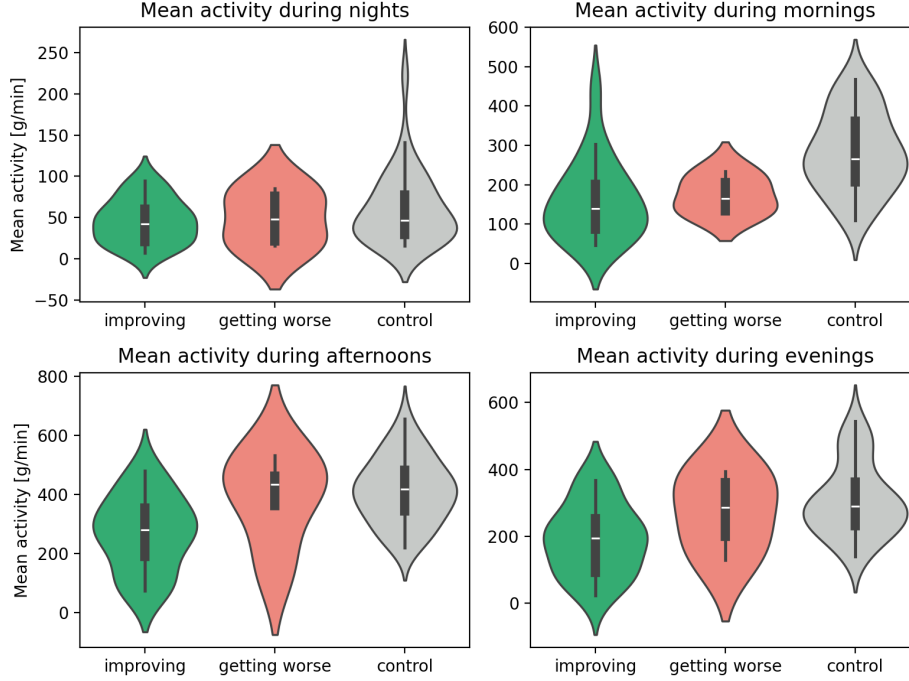 Mean activity during nights
Mean activity [g/min]
250
200
150
100
50
0
−50
improving getting worse control
Mean activity during mornings
600
500
400
300
200
100
0
improving getting worse control
Mean activity during afternoons
Mean activity [g/min]
800
600
400
200
0
improving getting worse control
Mean activity during evenings
600
400
200
0
improving getting worse control